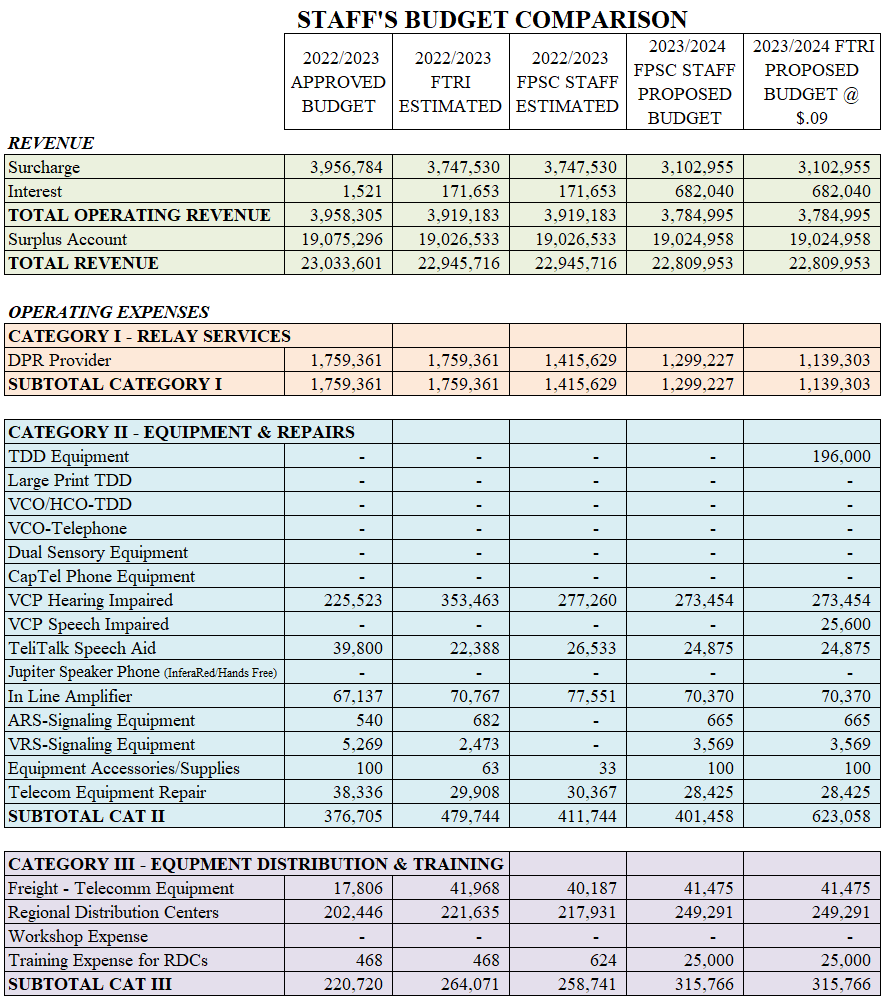 STAFF'S BUDGET COMPARISON
2022/2023 APPROVED BUDGET 2022/2023 FTRI ESTIMATED 2022/2023 FPSC STAFF ESTIMATED 2023/2024 FPSC STAFF PROPOSED BUDGET 2023/2024 FTRI PROPOSED BUDGET @ $.09
REVENUE
Surcharge 3,956,784 3,747,530 3,747,530 3,102,955 3,102,955
Interest 1,521 171,653 171,653 682,040 682,040
TOTAL OPERATING REVENUE 3,958,305 3,919,183 3,919,183 3,784,995 3,784,995
Surplus Account 19,075,296 19,026,533 19,026,533 19,024,958 19,024,958
TOTAL REVENUE 23,033,601 22,945,716 22,945,716 22,809,953 22,809,953
OPERATING EXPENSES
CATEGORY I - RELAY SERVICES
DPR Provider 1,759,361 1,759,361 1,415,629 1,299,227 1,139,303
SUBTOTAL CATEGORY I 1,759,361 1,759,361 1,415,629 1,299,227 1,139,303
CATEGORY II - EQUIPMENT & REPAIRS
TDD Equipment - - - - 196,000
Large Print TDD - - - - -
VCO/HCO-TDD - - - - -
VCO-Telephone - - - - -
Dual Sensory Equipment - - - - -
CapTel Phone Equipment - - - - -
VCP Hearing Impaired 225,523 353,463 277,260 273,454 273,454
VCP Speech Impaired - - - - 25,600
TeliTalk Speech Aid 39,800 22,388 26,533 24,875 24,875
Jupiter Speaker Phone (InferaRed/Hands Free) - - - - -
In Line Amplifier 67,137 70,767 77,551 70,370 70,370
ARS-Signaling Equipment 540 682 - 665 665
VRS-Signaling Equipment 5,269 2,473 - 3,569 3,569
Equipment Accessories/Supplies 100 63 33 100 100
Telecom Equipment Repair 38,336 29,908 30,367 28,425 28,425
SUBTOTAL CAT II 376,705 479,744 411,744 401,458 623,058
CATEGORY III - EQUPMENT DISTRIBUTION & TRAINING
Freight - Telecomm Equipment 17,806 41,968 40,187 41,475 41,475
Regional Distribution Centers 202,446 221,635 217,931 249,291 249,291
Workshop Expense - - - - -
Training Expense for RDCs 468 468 624 25,000 25,000
SUBTOTAL CAT III 220,720 264,071 258,741 315,766 315,766